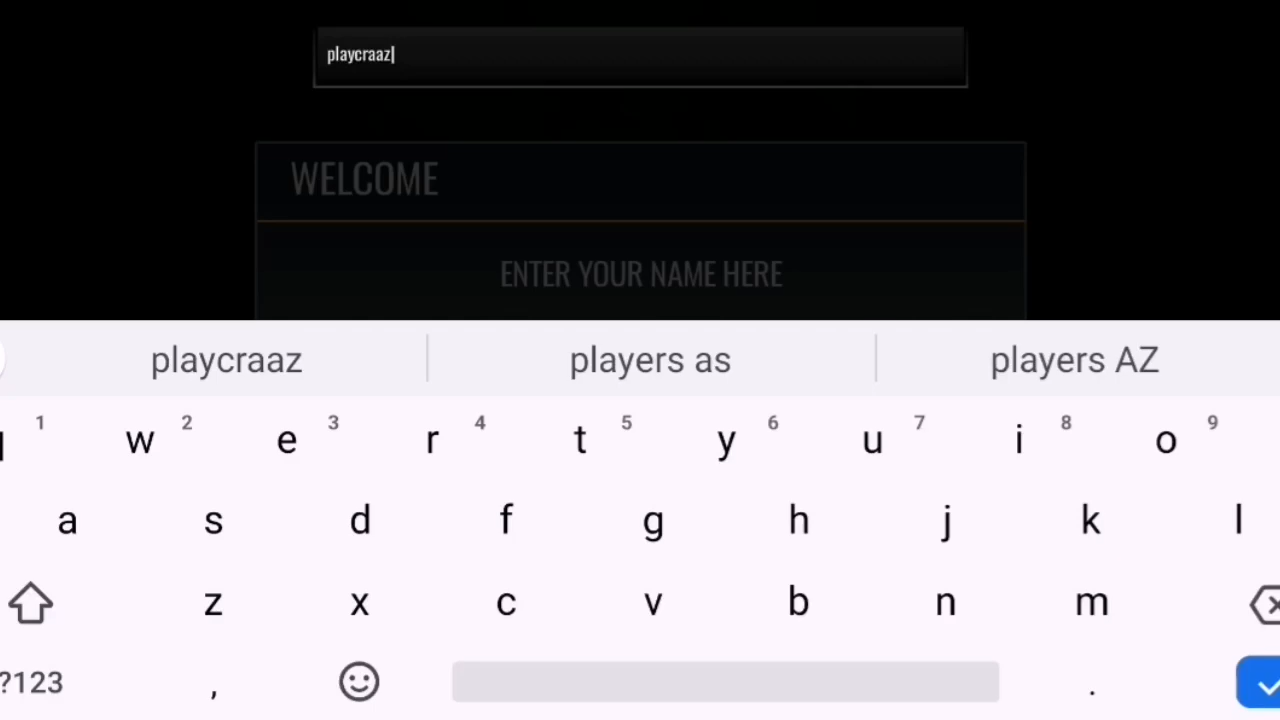 playcraaz
WELCOME
ENTER YOUR NAME HERE
playcraaz players as players AZ
1 2 3 4 5 6 7 8 9
q w e r t y u i o
a s d f g h j k l
z x c v b n m
?123 , .